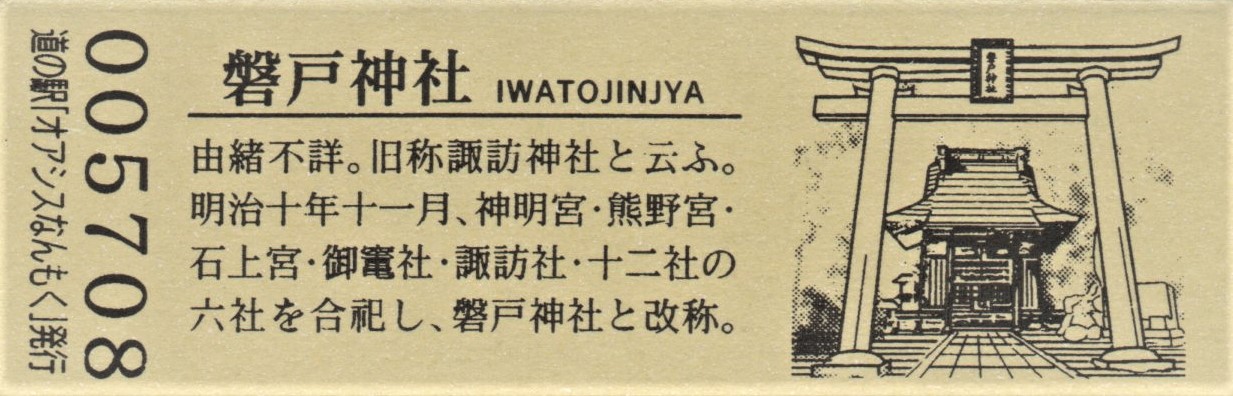 005708
道の駅「オアシスなんもく」発行
磐戸神社 IWATOJINJYA
由緒不詳。旧称諏訪神社と云ふ。
明治十年十一月、神明宮・熊野宮・
石上宮・御竃社・諏訪社・十二社の
六社を合祀し、磐戸神社と改称。
磐戸神社